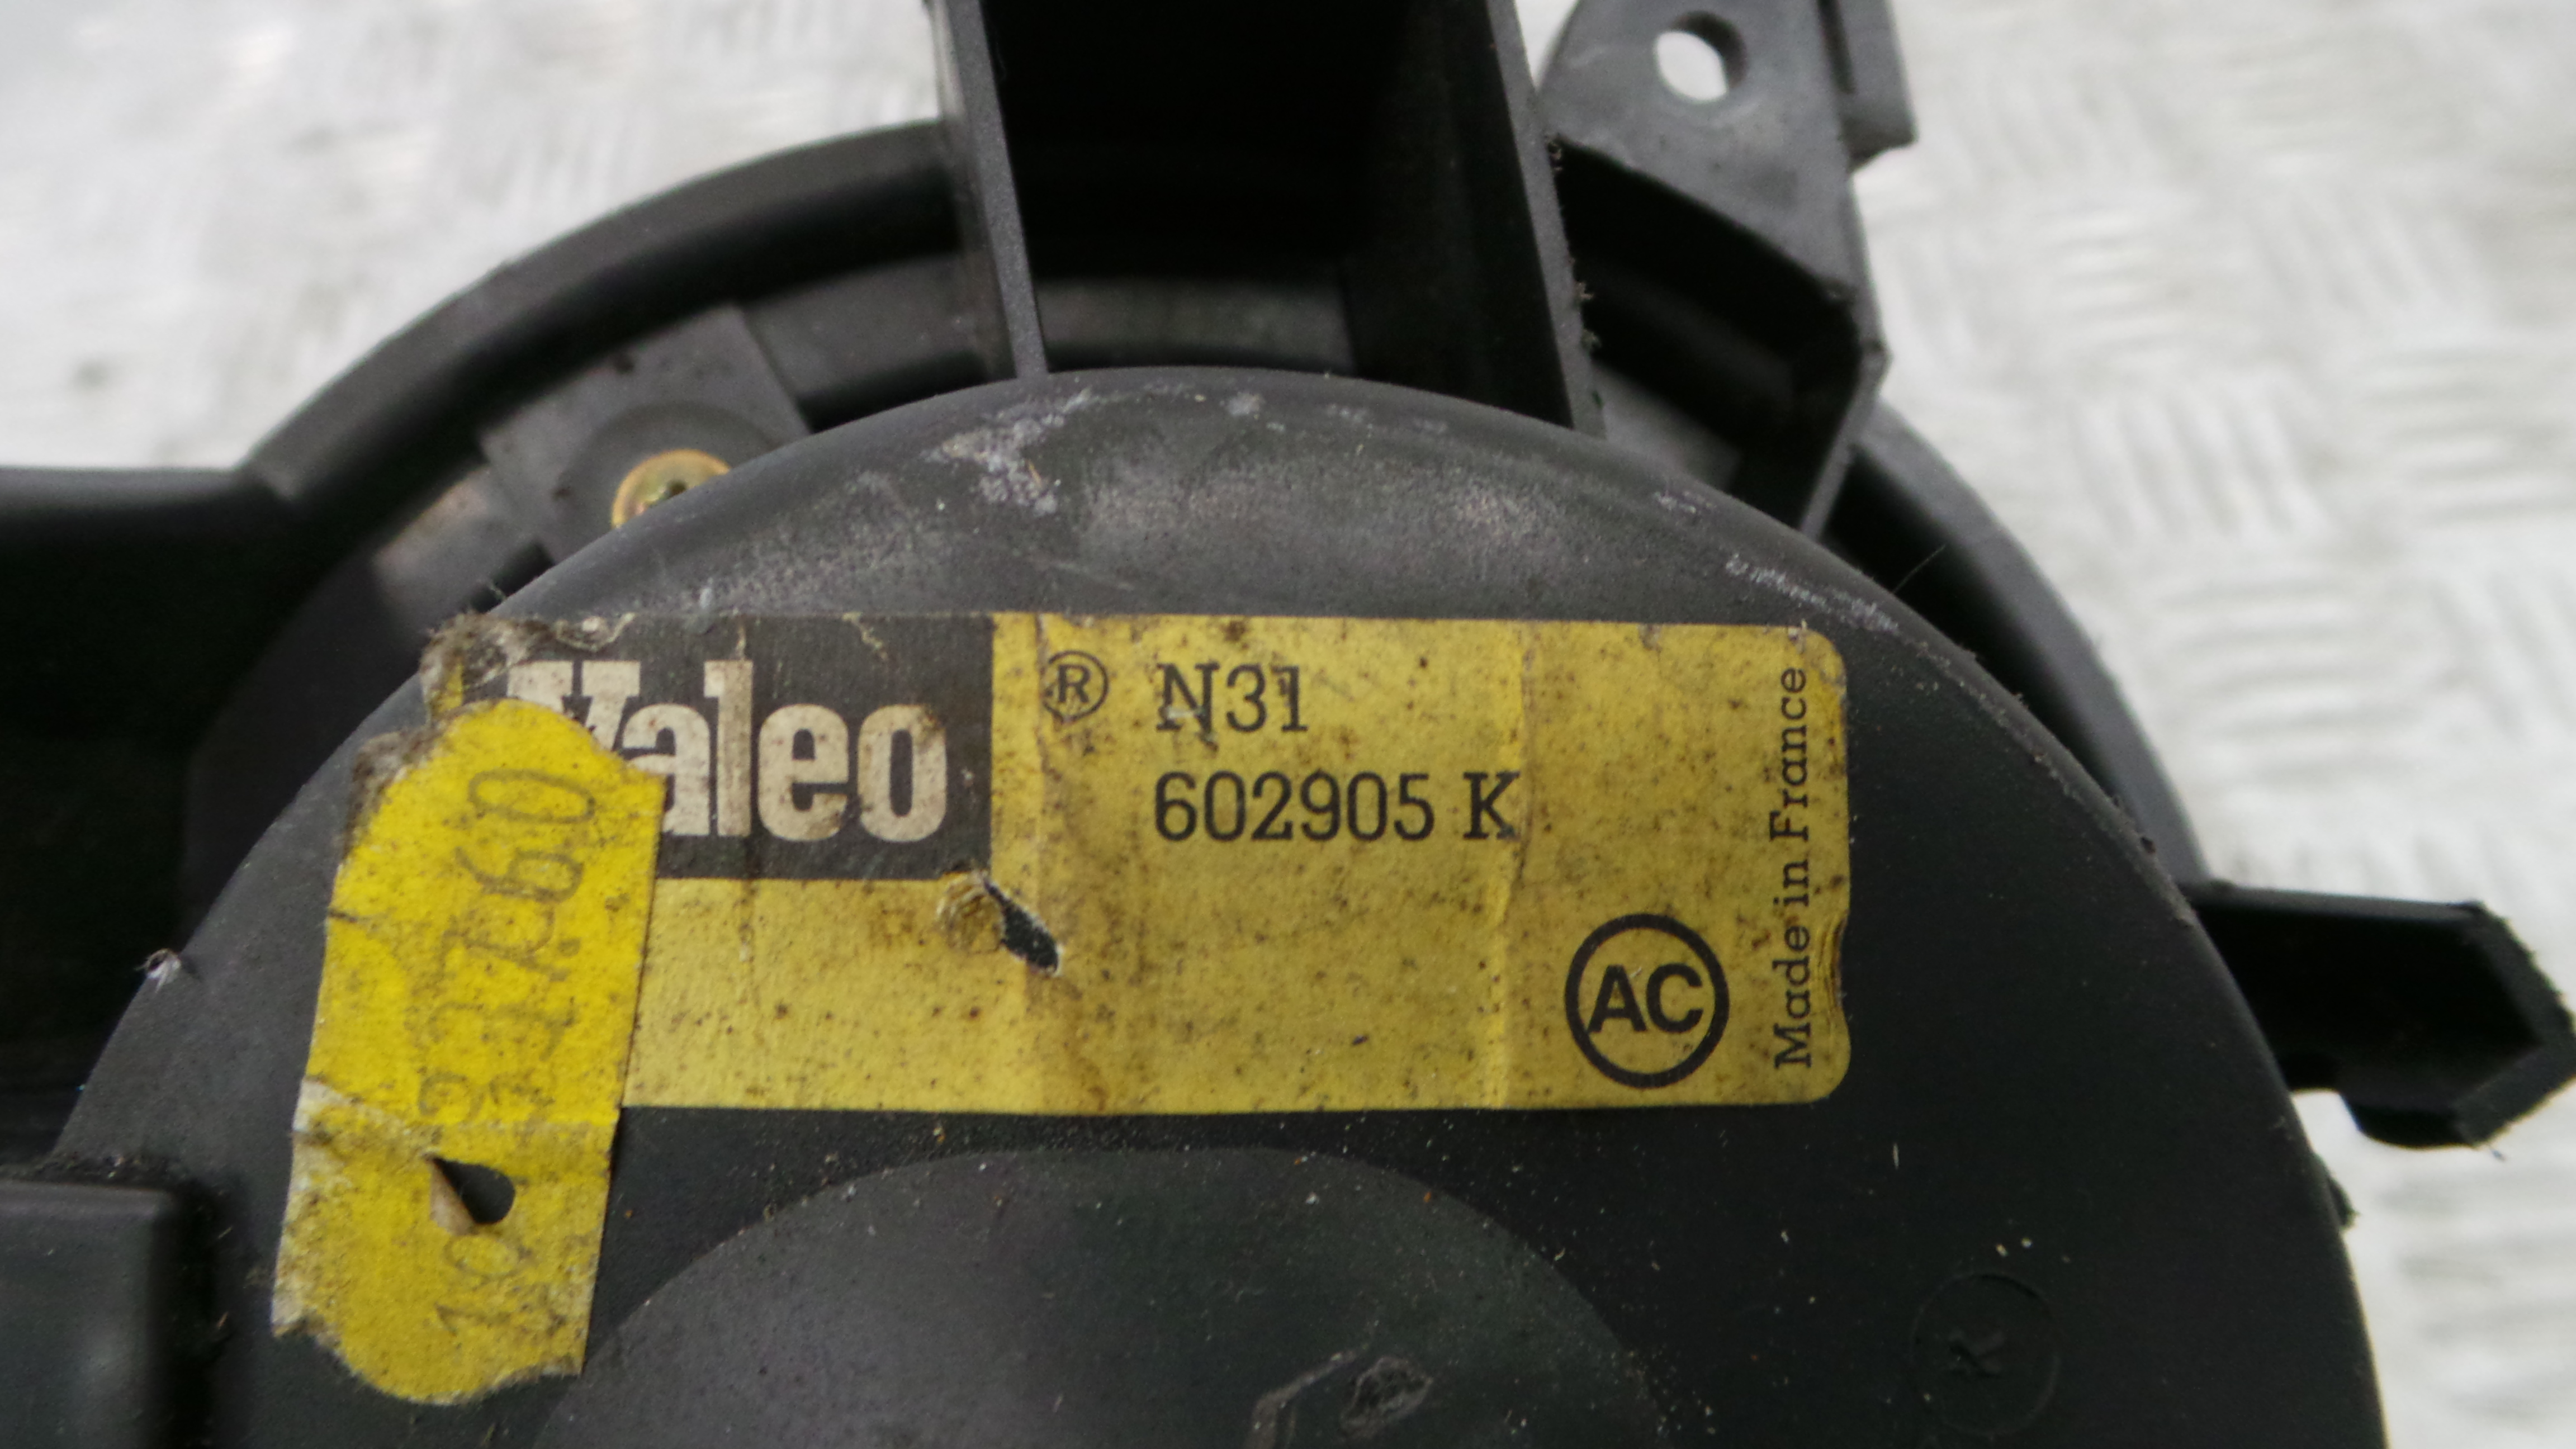 Valeo ® N31
602905 K
AC
Made in France
K